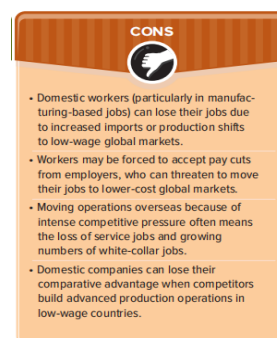 CONS
• Domestic workers (particularly in manufac-
turing-based jobs) can lose their jobs due
to increased imports or production shifts
to low-wage global markets.
• Workers may be forced to accept pay cuts
from employers, who can threaten to move
their jobs to lower-cost global markets.
• Moving operations overseas because of
intense competitive pressure often means
the loss of service jobs and growing
numbers of white-collar jobs.
• Domestic companies can lose their
comparative advantage when competitors
build advanced production operations in
low-wage countries.